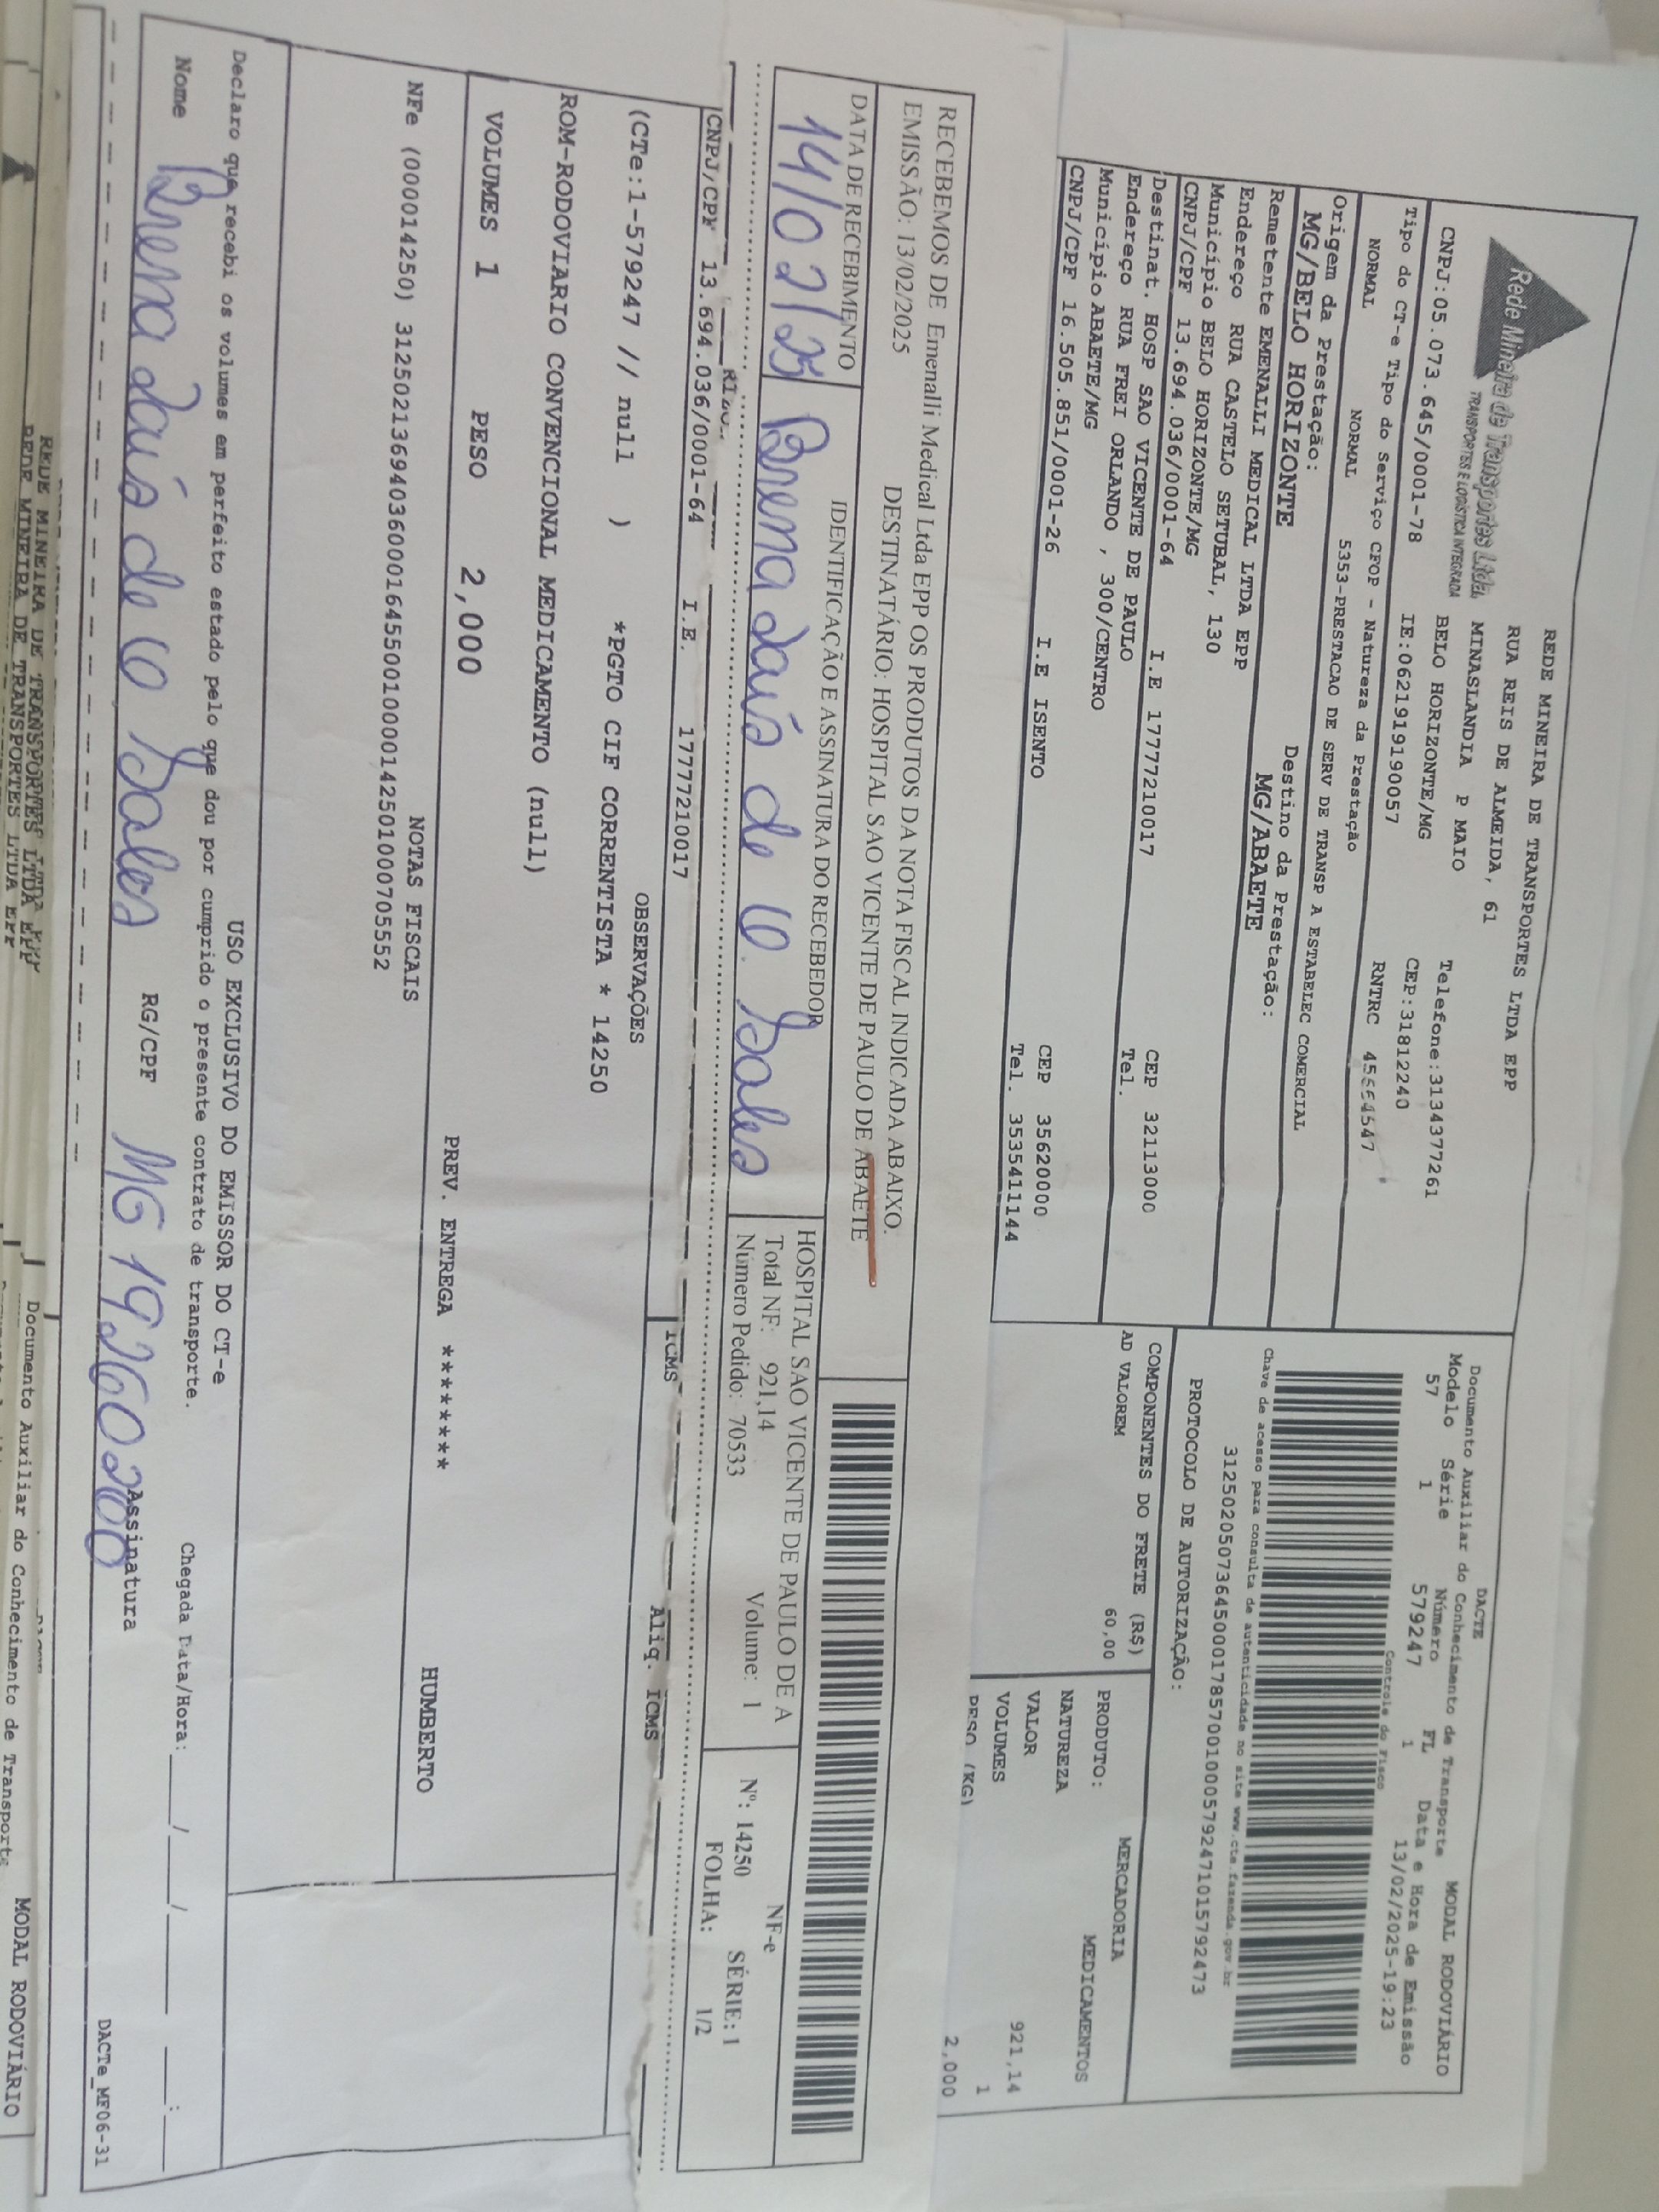 Rede Mineira de Transportes Ltda.
TRANSPORTES E LOGÍSTICA INTEGRADA
REDE MINEIRA DE TRANSPORTES LTDA EPP
RUA REIS DE ALMEIDA, 61
MINASLANDIA P MAIO
BELO HORIZONTE/MG
Telefone:3134377261
CNPJ:05.073.645/0001-78
IE:0621919190057
CEP:31812240
Tipo do CT-e Tipo do Serviço CFOP - Natureza da Prestação
RNTRC
NORMAL NORMAL 5353-PRESTACAO DE SERV DE TRANSP A ESTABELEC COMERCIAL
Origem da Prestação: Destino da Prestação:
MG/BELO HORIZONTE MG/ABAETE
Remetente EMENALLI MEDICAL LTDA EPP
Endereço RUA CASTELO SETUBAL, 130
Município BELO HORIZONTE/MG CEP 32113000
CNPJ/CPF 13.694.036/0001-64 I.E 1777210017 Tel.
Destinat. HOSP SAO VICENTE DE PAULO
Endereço RUA FREI ORLANDO , 300/CENTRO
Município ABAETE/MG CEP 35620000
CNPJ/CPF 16.505.851/0001-26 I.E ISENTO Tel. 3535411144
DACTE
Documento Auxiliar do Conhecimento de Transporte MODAL RODOVIÁRIO
Modelo Série Número FL Data e Hora de Emissão
57 1 579247 1 13/02/2025-19:23
Controle do Fisco
Chave de acesso para consulta de autenticidade no site www.cte.fazenda.gov.br
31250205073645000178570010005792471015792473
PROTOCOLO DE AUTORIZAÇÃO:
COMPONENTES DO FRETE (R$)
AD VALOREM 60,00
MERCADORIA
PRODUTO: MEDICAMENTOS
NATUREZA
VALOR 921,14
VOLUMES 1
PESO (KG) 2,000
RECEBEMOS DE Emenalli Medical Ltda EPP OS PRODUTOS DA NOTA FISCAL INDICADA ABAIXO.
EMISSÃO: 13/02/2025 DESTINATÁRIO: HOSPITAL SAO VICENTE DE PAULO DE ABAETE
DATA DE RECEBIMENTO IDENTIFICAÇÃO E ASSINATURA DO RECEBEDOR
14/02/25 Brena Laís de O. Sales
HOSPITAL SAO VICENTE DE PAULO DE A
Total NF: 921,14
Número Pedido: 70533 Volume: 1
NF-e
Nº: 14250 SÉRIE: 1
FOLHA: 1/2
CNPJ/CPF 13.694.036/0001-64 I.E. 1777210017
ICMS Aliq. ICMS
OBSERVAÇÕES
(CTe:1-579247 // null ) *PGTO CIF CORRENTISTA * 14250
ROM-RODOVIARIO CONVENCIONAL MEDICAMENTO (null)
VOLUMES 1 PESO 2,000
PREV. ENTREGA ******** HUMBERTO
NOTAS FISCAIS
NFe (000014250) 31250213694036000164550010000142501000705552
USO EXCLUSIVO DO EMISSOR DO CT-e
Declaro que recebi os volumes em perfeito estado pelo que dou por cumprido o presente contrato de transporte.
Chegada Data/Hora: ___/___/_____ ___:___
Nome Brena Laís de O Sales RG/CPF MG 19260200 Assinatura
DACTe_MF06-31
REDE MINEIRA DE TRANSPORTES LTDA EPP
Documento Auxiliar do Conhecimento de Transporte MODAL RODOVIÁRIO